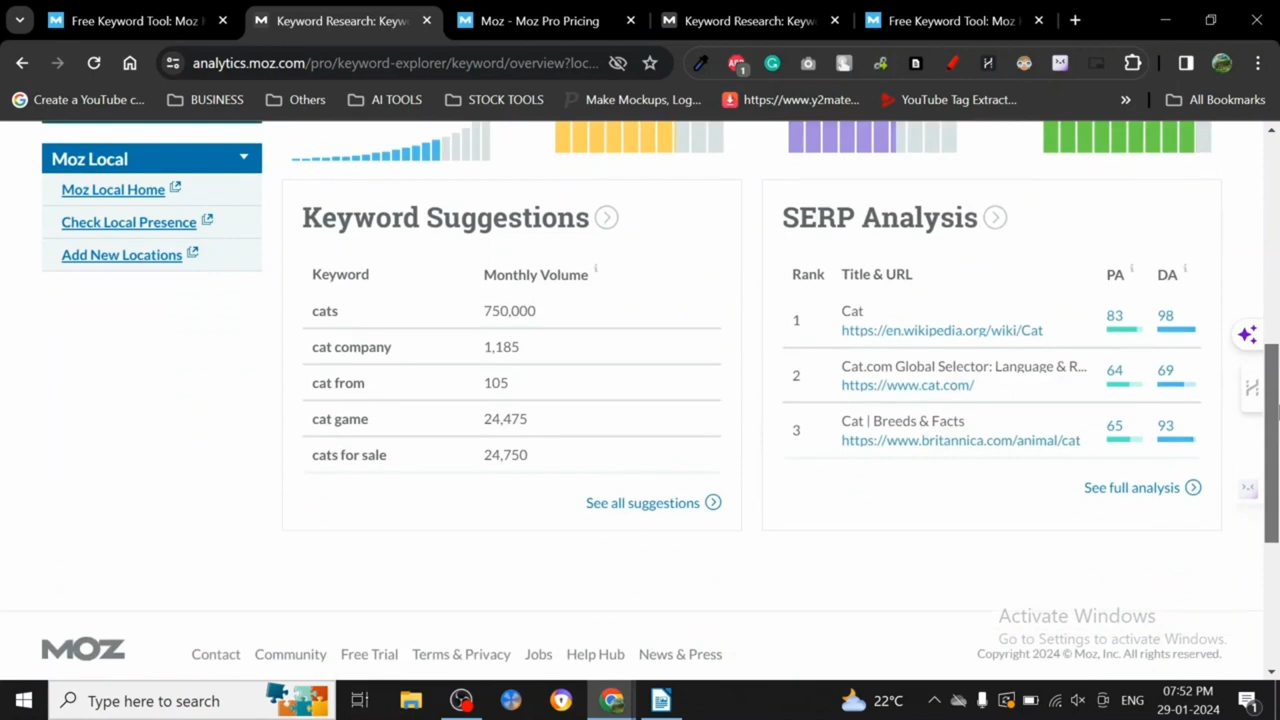 Free Keyword Tool: Moz
Keyword Research: Keyw
Moz - Moz Pro Pricing
Keyword Research: Keyw
Free Keyword Tool: Moz
analytics.moz.com/pro/keyword-explorer/keyword/overview?loc...
1
Create a YouTube c...
BUSINESS
Others
AI TOOLS
STOCK TOOLS
Make Mockups, Log...
https://www.y2mate...
YouTube Tag Extract...
All Bookmarks
Moz Local
Moz Local Home
Check Local Presence
Add New Locations
Keyword Suggestions
Keyword Monthly Volume
cats 750,000
cat company 1,185
cat from 105
cat game 24,475
cats for sale 24,750
See all suggestions
SERP Analysis
Rank Title & URL PA DA
1 Cat 83 98
https://en.wikipedia.org/wiki/Cat
2 Cat.com Global Selector: Language & R... 64 69
https://www.cat.com/
3 Cat | Breeds & Facts 65 93
https://www.britannica.com/animal/cat
See full analysis
Activate Windows
Go to Settings to activate Windows.
MOZ
Contact Community Free Trial Terms & Privacy Jobs Help Hub News & Press
Copyright 2024 © Moz, Inc. All rights reserved.
Type here to search
22°C
ENG
07:52 PM
29-01-2024
1